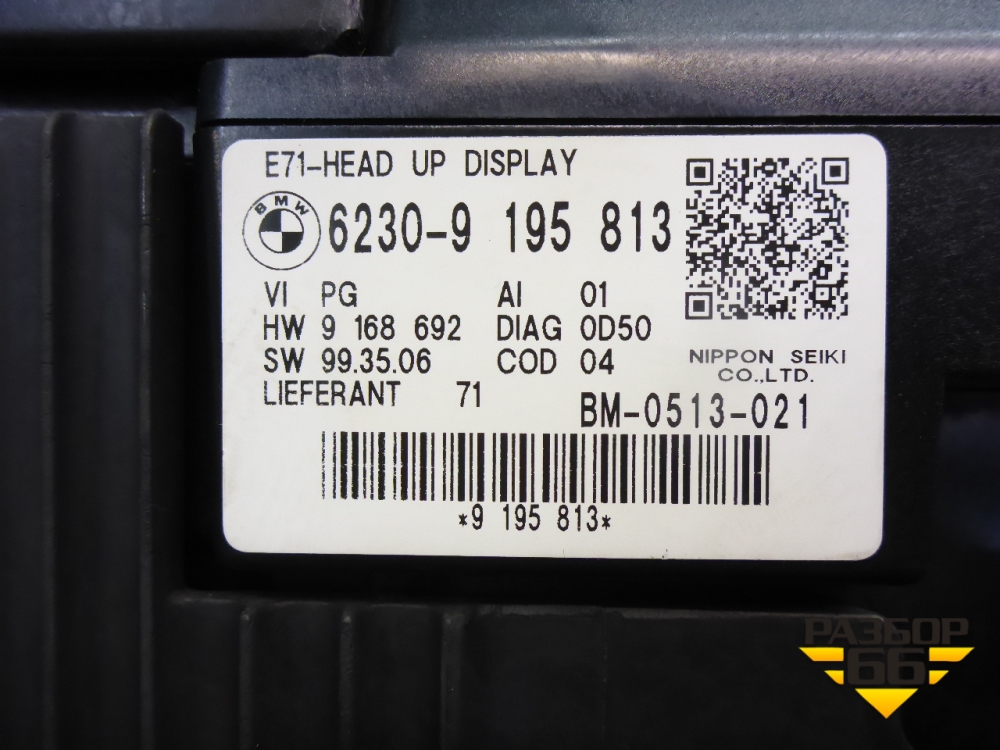 E71-HEAD UP DISPLAY
BMW 6230-9 195 813
VI PG AI 01
HW 9 168 692 DIAG 0D50
SW 99.35.06 COD 04
NIPPON SEIKI
CO.,LTD.
LIEFERANT 71
BM-0513-021
*9 195 813*
РАЗБОР
66